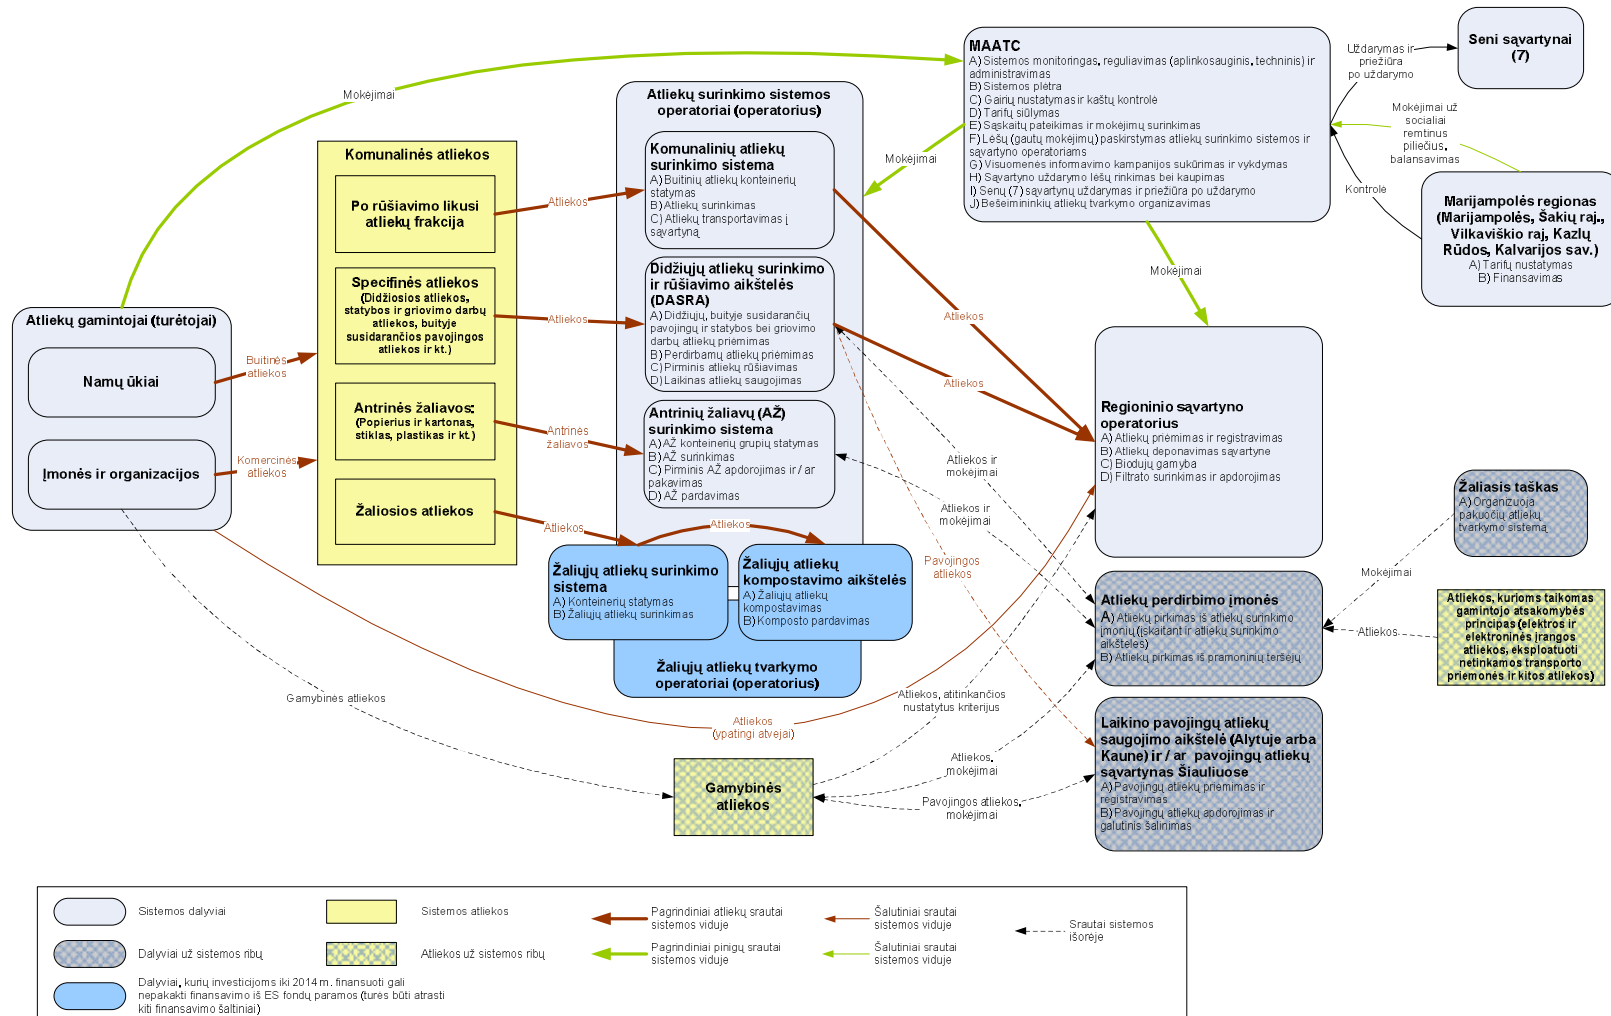 MAATC
A) Sistemos monitoringas, reguliavimas (aplinkosauginis, techninis) ir
administravimas
B) Sistemos plėtra
C) Gairių nustatymas ir kaštų kontrolė
D) Tarifų siūlymas
E) Sąskaitų pateikimas ir mokėjimų surinkimas
F) Lėšų (gautų mokėjimų) paskirstymas atliekų surinkimo sistemos ir
sąvartyno operatoriams
G) Visuomenės informavimo kampanijos sukūrimas ir vykdymas
H) Sąvartyno uždarymo lėšų rinkimas bei kaupimas
I) Senų (7) sąvartynų uždarymas ir priežiūra po uždarymo
J) Bešeimininkių atliekų tvarkymo organizavimas
Uždarymas ir
priežiūra
po uždarymo
Seni sąvartynai
(7)
Mokėjimai už
socialiai
remtinus
piliečius,
balansavimas
Kontrolė
Marijampolės regionas
(Marijampolės, Šakių raj.,
Vilkaviškio raj, Kazlų
Rūdos, Kalvarijos sav.)
A) Tarifų nustatymas
B) Finansavimas
Mokėjimai
Mokėjimai
Mokėjimai
Atliekų gamintojai (turėtojai)
Namų ūkiai
Įmonės ir organizacijos
Buitinės
atliekos
Komercinės
atliekos
Komunalinės atliekos
Po rūšiavimo likusi
atliekų frakcija
Specifinės atliekos
(Didžiosios atliekos,
statybos ir griovimo darbų
atliekos, buityje
susidarančios pavojingos
atliekos ir kt.)
Antrinės žaliavos:
(Popierius ir kartonas,
stiklas, plastikas ir kt.)
Žaliosios atliekos
Atliekos
Atliekos
Antrinės
žaliavos
Atliekos
Atliekų surinkimo sistemos
operatoriai (operatorius)
Komunalinių atliekų
surinkimo sistema
A) Buitinių atliekų konteinerių
statymas
B) Atliekų surinkimas
C) Atliekų transportavimas į
sąvartyną
Didžiųjų atliekų surinkimo
ir rūšiavimo aikštelės
(DASRA)
A) Didžiųjų, buityje susidarančių
pavojingų ir statybos bei griovimo
darbų atliekų priėmimas
B) Perdirbamų atliekų priėmimas
C) Pirminis atliekų rūšiavimas
D) Laikinas atliekų saugojimas
Antrinių žaliavų (AŽ)
surinkimo sistema
A) AŽ konteinerių grupių statymas
B) AŽ surinkimas
C) Pirminis AŽ apdorojimas ir / ar
pakavimas
D) AŽ pardavimas
Atliekos
Žaliųjų atliekų surinkimo
sistema
A) Konteinerių statymas
B) Žaliųjų atliekų surinkimas
Žaliųjų atliekų
kompostavimo aikštelės
A) Žaliųjų atliekų
kompostavimas
B) Komposto pardavimas
Žaliųjų atliekų tvarkymo
operatoriai (operatorius)
Atliekos
Atliekos
Atliekos ir
mokėjimai
Atliekos ir
mokėjimai
Pavojingos
atliekos
Regioninio sąvartyno
operatorius
A) Atliekų priėmimas ir registravimas
B) Atliekų deponavimas sąvartyne
C) Biodujų gamyba
D) Filtrato surinkimas ir apdorojimas
Atliekų perdirbimo įmonės
A) Atliekų pirkimas iš atliekų surinkimo
įmonių (įskaitant ir atliekų surinkimo
aikšteles)
B) Atliekų pirkimas iš pramoninių teršėjų
Laikino pavojingų atliekų
saugojimo aikštelė (Alytuje arba
Kaune) ir / ar pavojingų atliekų
sąvartynas Šiauliuose
A) Pavojingų atliekų priėmimas ir
registravimas
B) Pavojingų atliekų apdorojimas ir
galutinis šalinimas
Žaliasis taškas
A) Organizuoja
pakuočių atliekų
tvarkymo sistemą
Mokėjimai
Atliekos
Atliekos, kurioms taikomas
gamintojo atsakomybės
principas (elektros ir
elektroninės įrangos
atliekos, eksploatuoti
netinkamos transporto
priemonės ir kitos atliekos)
Gamybinės atliekos
Atliekos
(ypatingi atvejai)
Atliekos, atitinkančios
nustatytus kriterijus
Gamybinės
atliekos
Atliekos,
mokėjimai
Pavojingos atliekos,
mokėjimai
Sistemos dalyviai
Dalyviai už sistemos ribų
Dalyviai, kurių investicijoms iki 2014 m. finansuoti gali
nepakakti finansavimo iš ES fondų paramos (turės būti atrasti
kiti finansavimo šaltiniai)
Sistemos atliekos
Atliekos už sistemos ribų
Pagrindiniai atliekų srautai
sistemos viduje
Pagrindiniai pinigų srautai
sistemos viduje
Šalutiniai srautai
sistemos viduje
Šalutiniai srautai
sistemos viduje
Srautai sistemos
išorėje